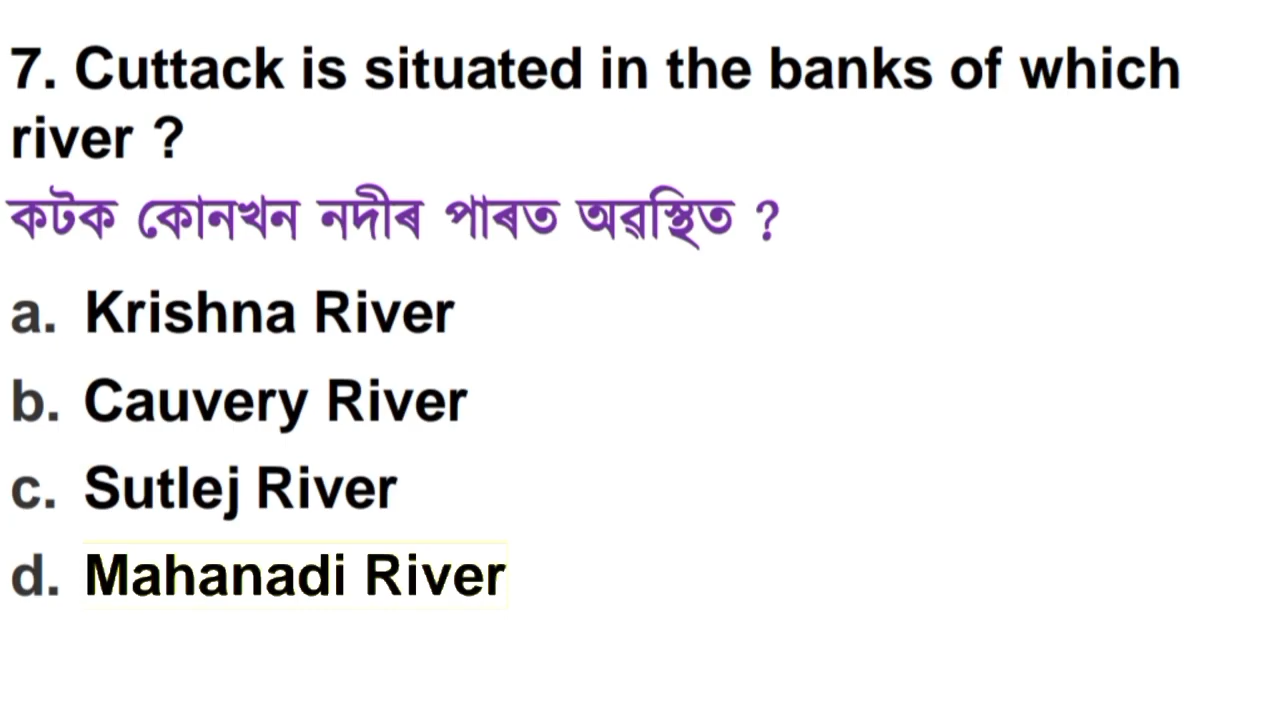 7. Cuttack is situated in the banks of which
river ?
কটক কোনখন নদীৰ পাৰত অৱস্থিত ?
a. Krishna River
b. Cauvery River
c. Sutlej River
d. Mahanadi River